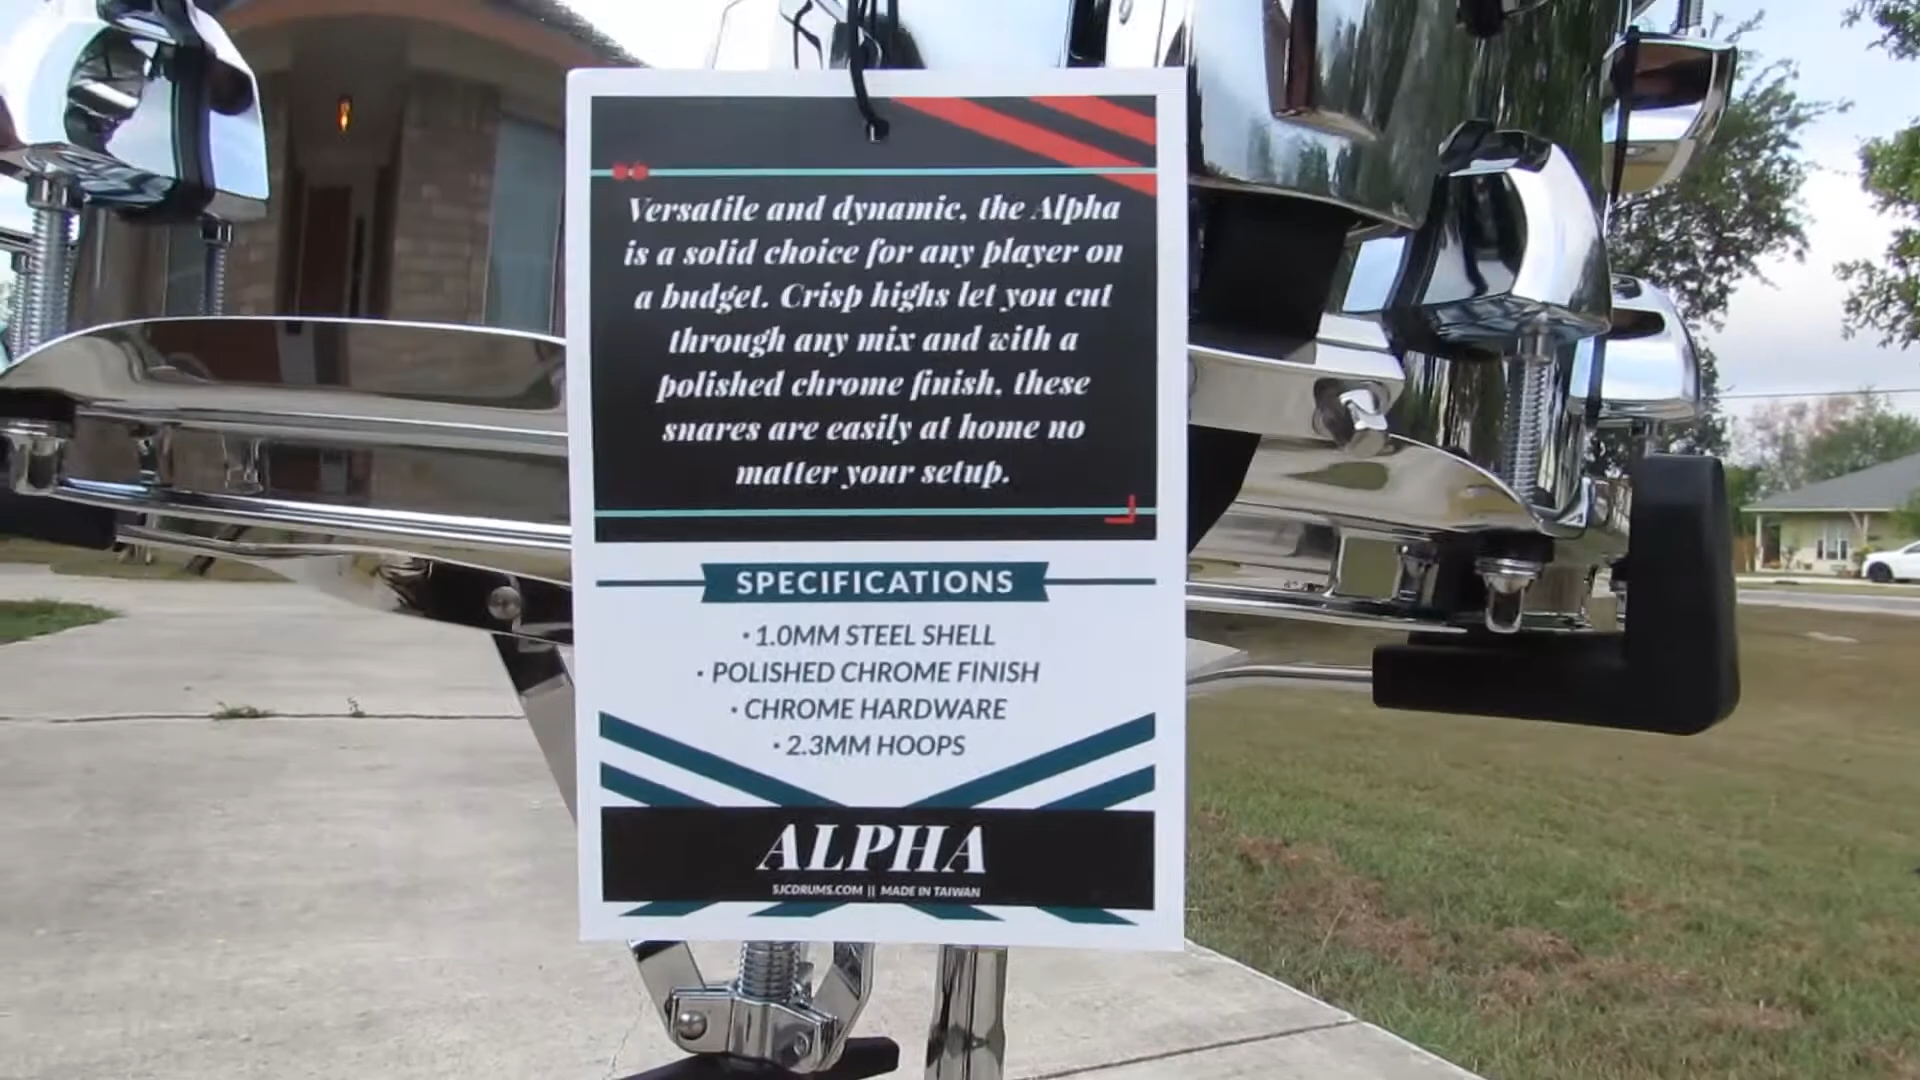 Versatile and dynamic, the Alpha
is a solid choice for any player on
a budget. Crisp highs let you cut
through any mix and with a
polished chrome finish, these
snares are easily at home no
matter your setup.
SPECIFICATIONS
· 1.0MM STEEL SHELL
· POLISHED CHROME FINISH
· CHROME HARDWARE
· 2.3MM HOOPS
ALPHA
SJCDRUMS.COM || MADE IN TAIWAN